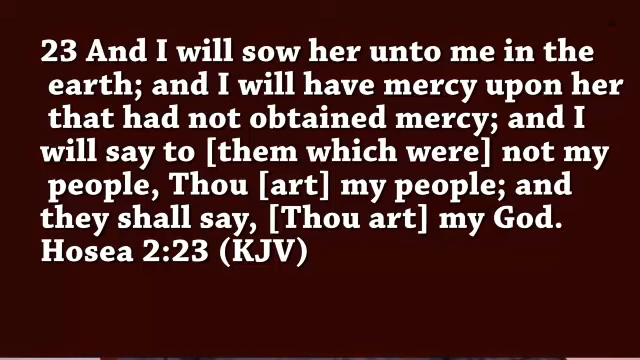 23 And I will sow her unto me in the
earth; and I will have mercy upon her
that had not obtained mercy; and I
will say to [them which were] not my
people, Thou [art] my people; and
they shall say, [Thou art] my God.
Hosea 2:23 (KJV)